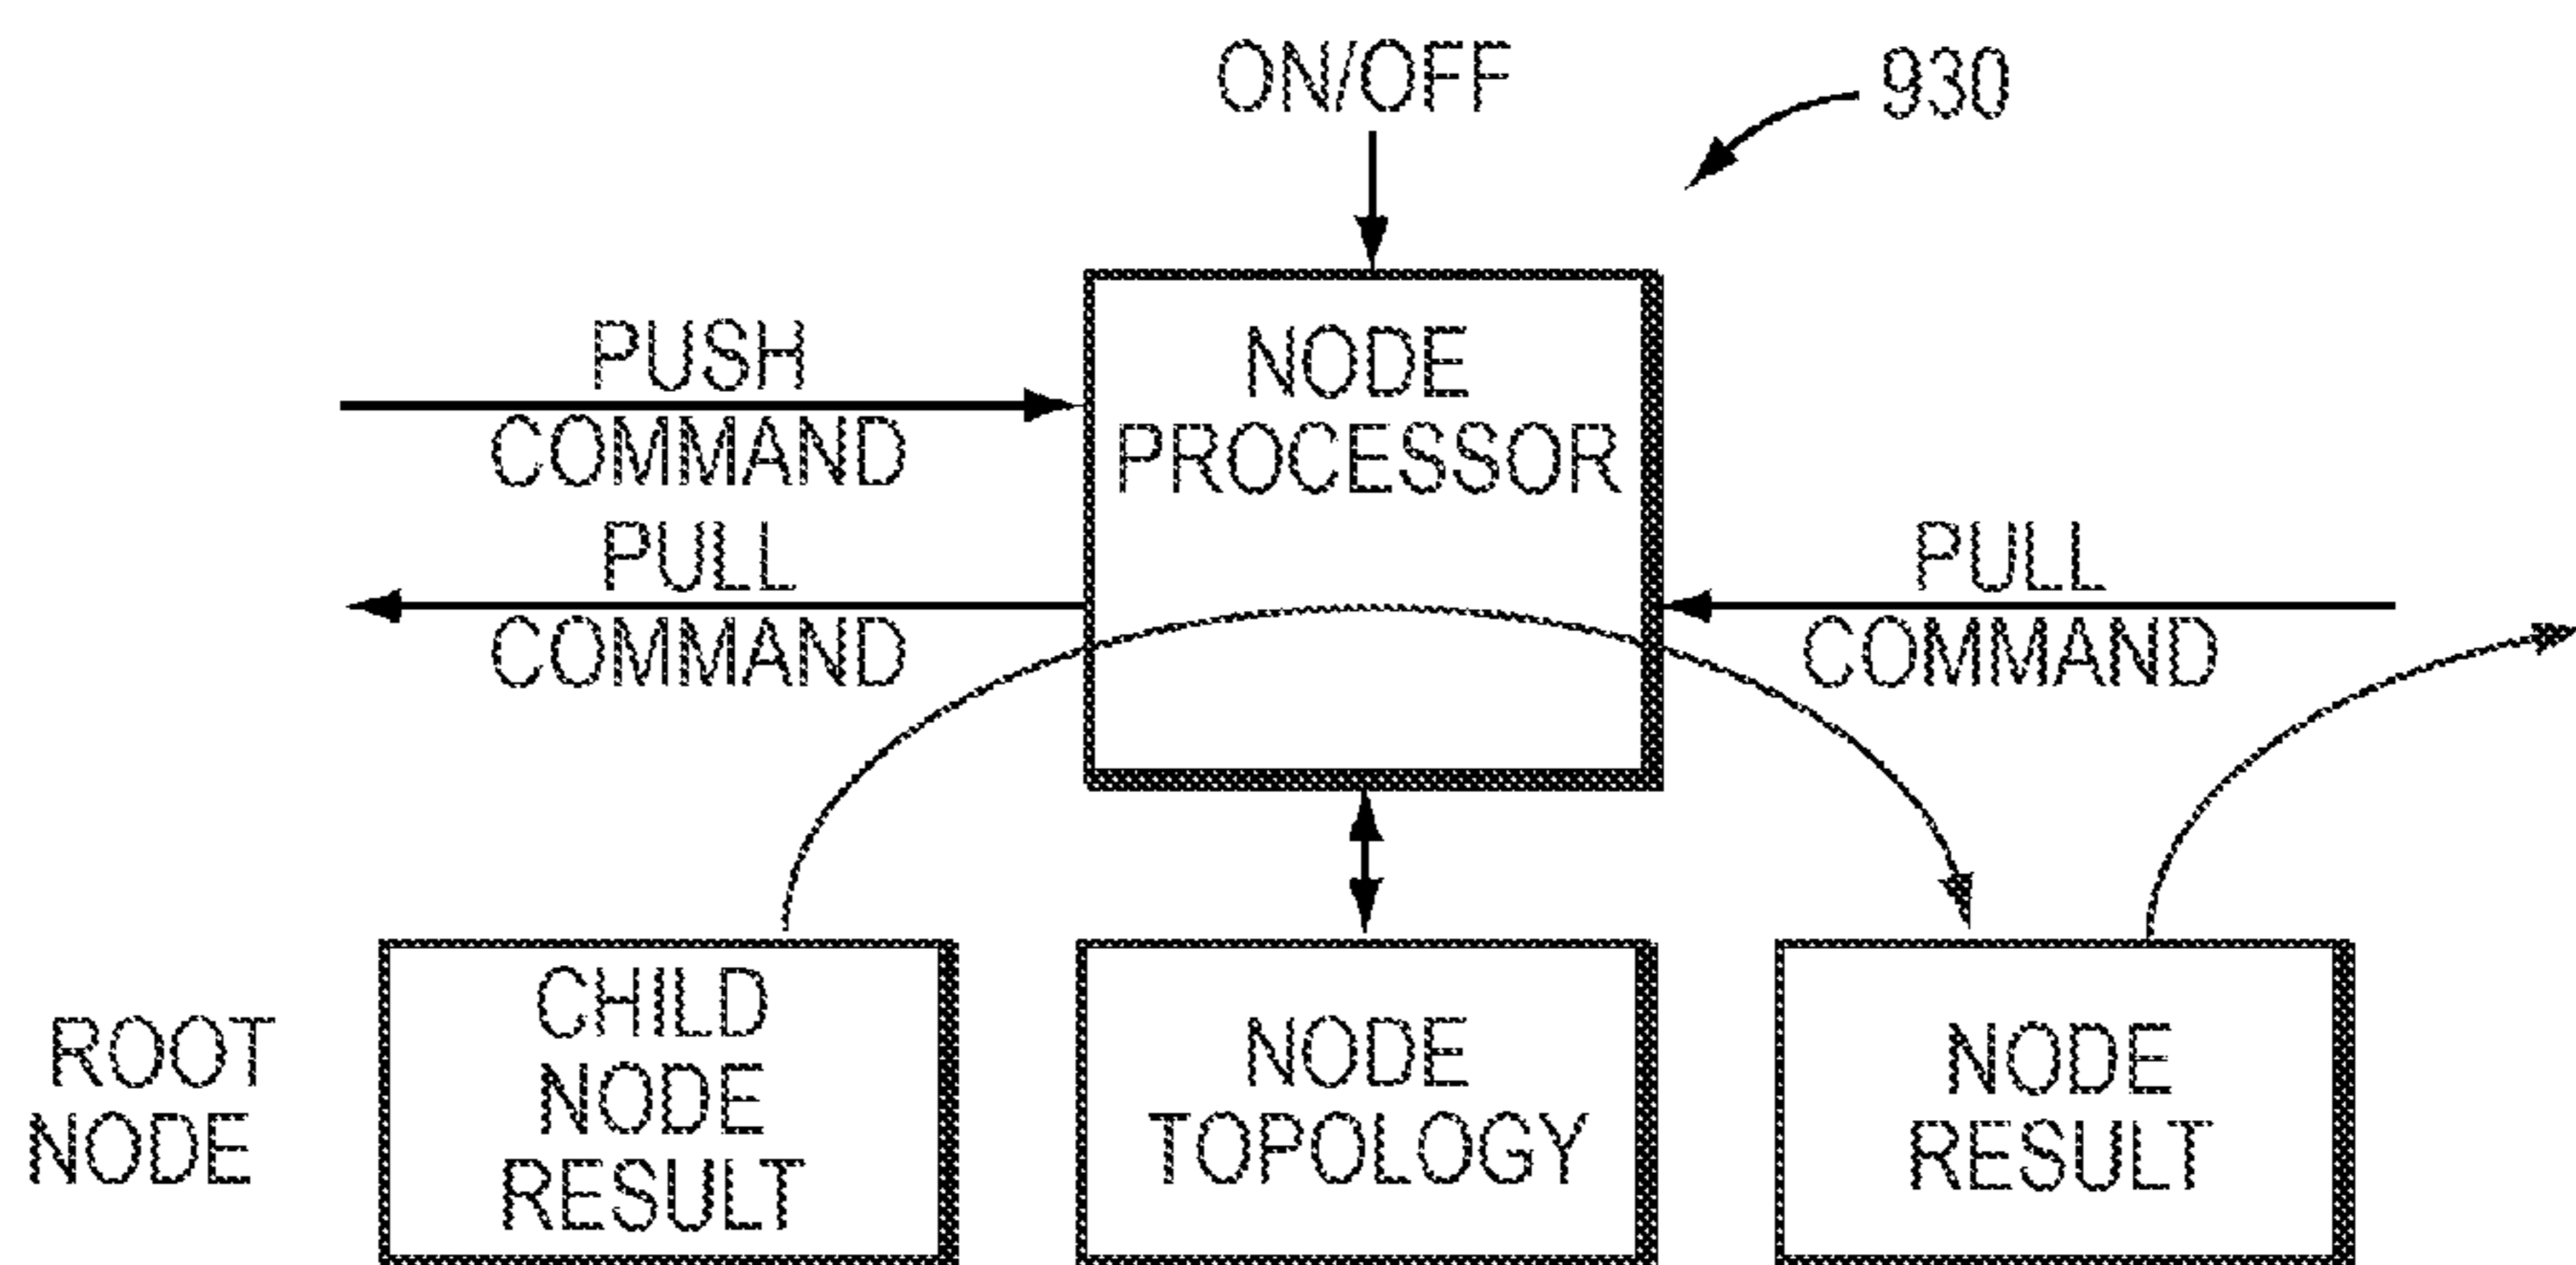 ON/OFF
930
PUSH
COMMAND
NODE
PROCESSOR
PULL
COMMAND
PULL
COMMAND
ROOT
NODE
CHILD
NODE
RESULT
NODE
TOPOLOGY
NODE
RESULT